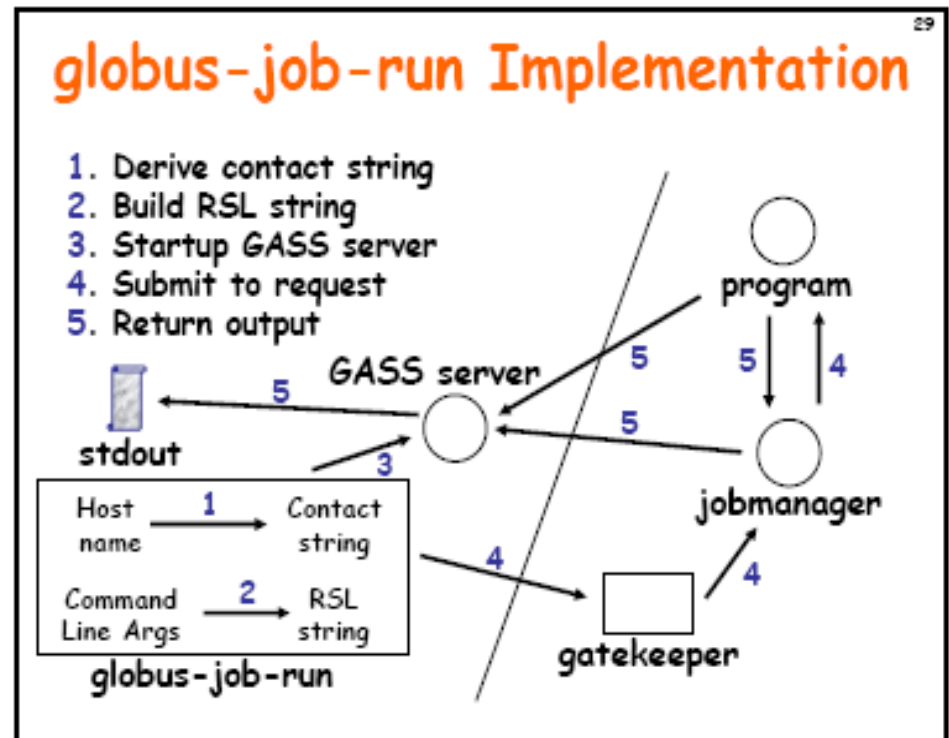 29
globus-job-run Implementation
1. Derive contact string
2. Build RSL string
3. Startup GASS server
4. Submit to request
5. Return output
program
5
5
4
GASS server
5
5
stdout
3
jobmanager
Host
name
1
Contact
string
4
4
Command
Line Args
2
RSL
string
gatekeeper
globus-job-run